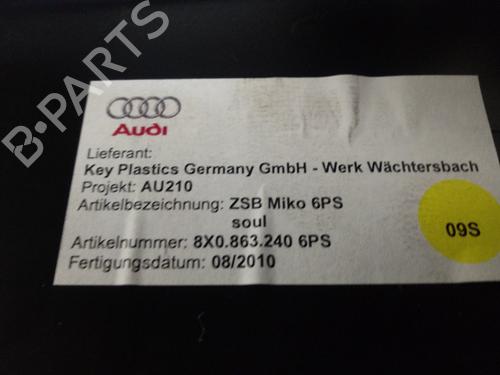 B-PARTS
Audi
Lieferant:
Key Plastics Germany GmbH - Werk Wächtersbach
Projekt: AU210
Artikelbezeichnung: ZSB Miko 6PS
soul
Artikelnummer: 8X0.863.240 6PS
Fertigungsdatum: 08/2010
09S